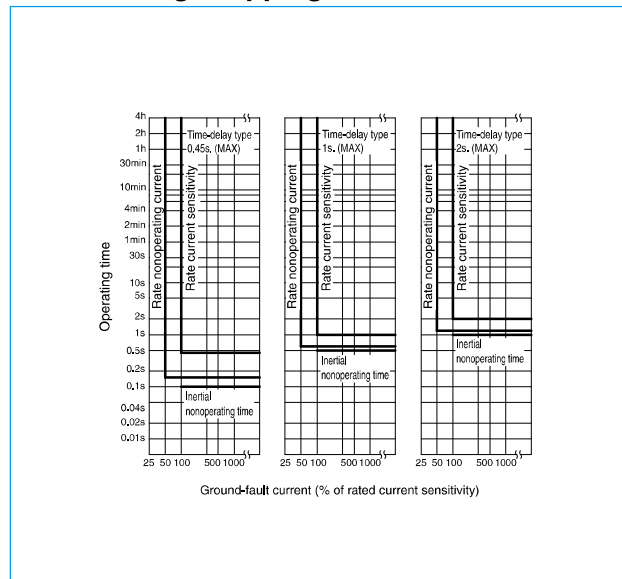 4h
2h
1h
30min
10min
4min
2min
1min
30s
10s
5s
2s
1s
0.5s
0.2s
0.1s
0.04s
0.02s
0.01s
Operating time
Rate nonoperating current
Rate current sensitivity
Time-delay type
0.45s. (MAX)
Inertial
nonoperating time
25 50 100 500 1000
Rate nonoperating current
Rate current sensitivity
Time-delay type
1s. (MAX)
Inertial
nonoperating time
25 50 100 500 1000
Rate nonoperating current
Rate current sensitivity
Time-delay type
2s. (MAX)
Inertial
nonoperating time
25 50 100 500 1000
Ground-fault current (% of rated current sensitivity)